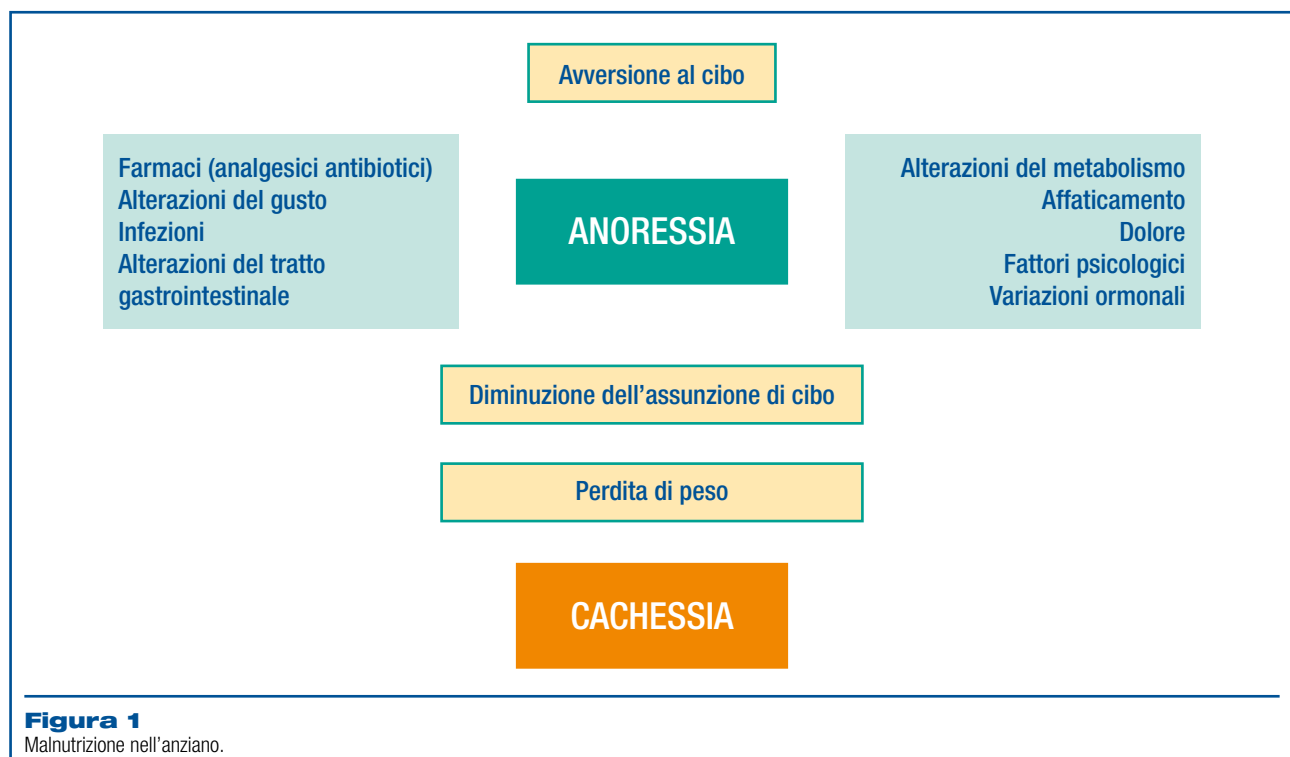 Avversione al cibo
Farmaci (analgesici antibiotici)
Alterazioni del gusto
Infezioni
Alterazioni del tratto
gastrointestinale
ANORESSIA
Alterazioni del metabolismo
Affaticamento
Dolore
Fattori psicologici
Variazioni ormonali
Diminuzione dell’assunzione di cibo
Perdita di peso
CACHESSIA
Figura 1
Malnutrizione nell’anziano.